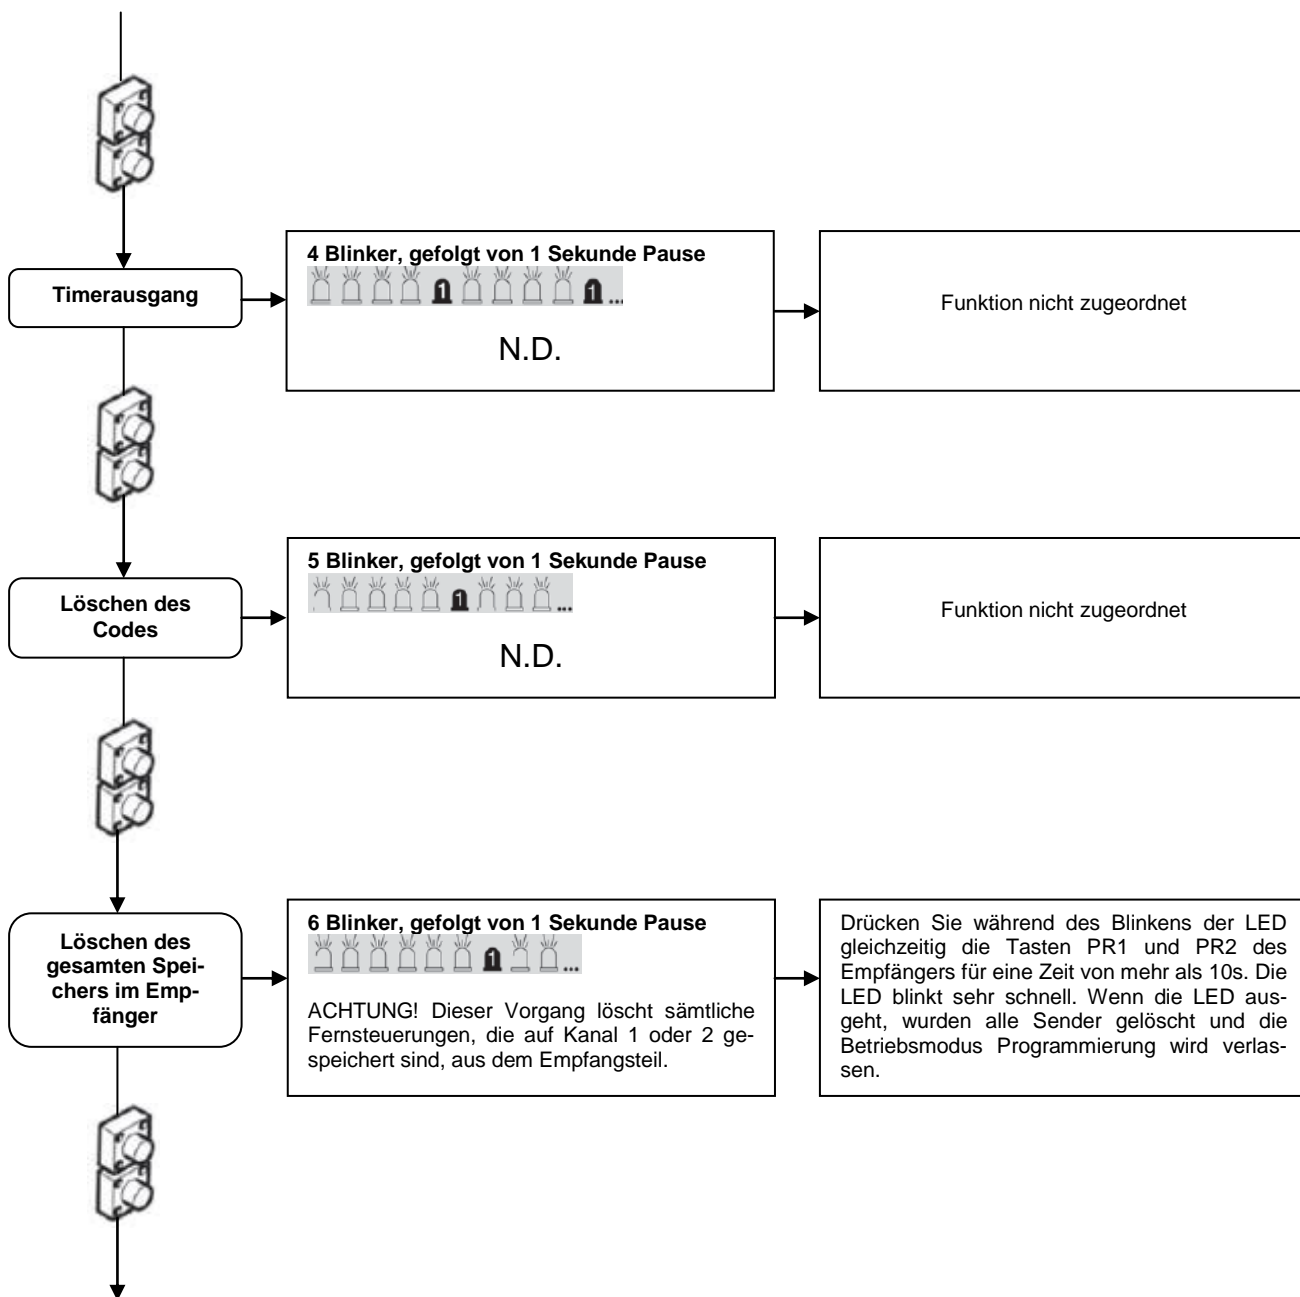 Timerausgang
4 Blinker, gefolgt von 1 Sekunde Pause
1 1 ...
N.D.
Funktion nicht zugeordnet
Löschen des
Codes
5 Blinker, gefolgt von 1 Sekunde Pause
1 ...
N.D.
Funktion nicht zugeordnet
Löschen des
gesamten Spei-
chers im Emp-
fänger
6 Blinker, gefolgt von 1 Sekunde Pause
1 ...
ACHTUNG! Dieser Vorgang löscht sämtliche
Fernsteuerungen, die auf Kanal 1 oder 2 ge-
speichert sind, aus dem Empfangsteil.
Drücken Sie während des Blinkens der LED
gleichzeitig die Tasten PR1 und PR2 des
Empfängers für eine Zeit von mehr als 10s. Die
LED blinkt sehr schnell. Wenn die LED aus-
geht, wurden alle Sender gelöscht und die
Betriebsmodus Programmierung wird verlas-
sen.